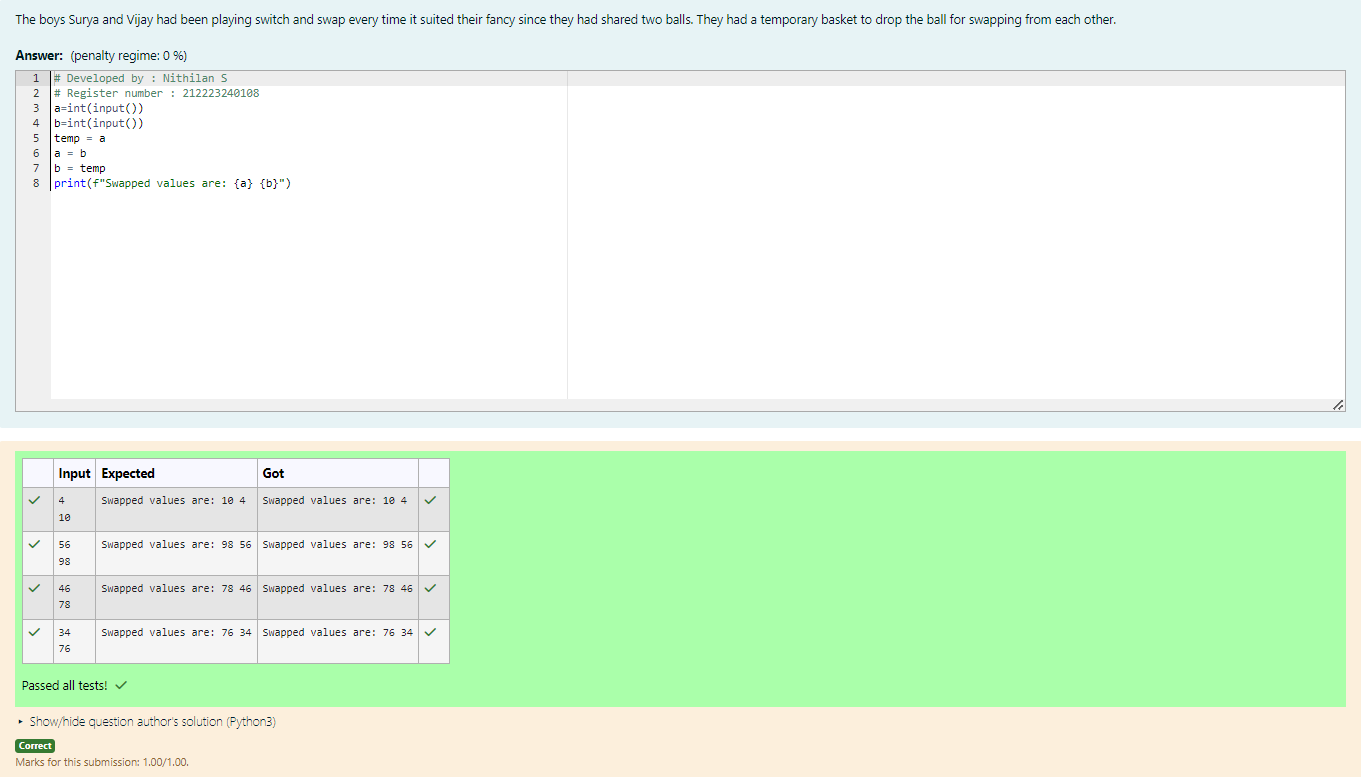 The boys Surya and Vijay had been playing switch and swap every time it suited their fancy since they had shared two balls. They had a temporary basket to drop the ball for swapping from each other.
Answer: (penalty regime: 0 %)
1 # Developed by : Nithilan S
2 # Register number : 212223240108
3 a=int(input())
4 b=int(input())
5 temp = a
6 a = b
7 b = temp
8 print(f"Swapped values are: {a} {b}")
Input Expected Got
4 Swapped values are: 10 4 Swapped values are: 10 4
10
56 Swapped values are: 98 56 Swapped values are: 98 56
98
46 Swapped values are: 78 46 Swapped values are: 78 46
78
34 Swapped values are: 76 34 Swapped values are: 76 34
76
Passed all tests!
Show/hide question author's solution (Python3)
Correct
Marks for this submission: 1.00/1.00.